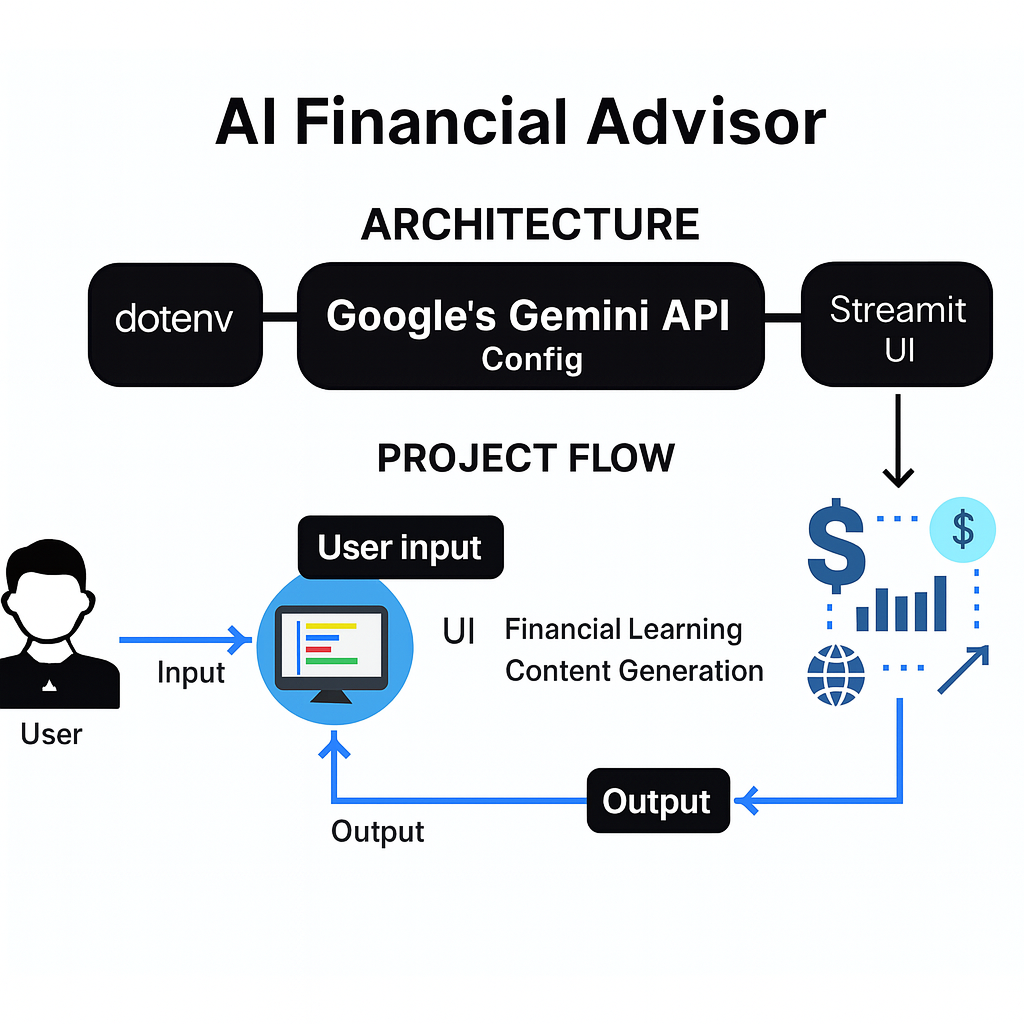 AI Financial Advisor
ARCHITECTURE
dotenv
Google's Gemini API
Config
Streamit
UI
PROJECT FLOW
$
$
User input
UI
Financial Learning
Content Generation
Input
User
Output
Output